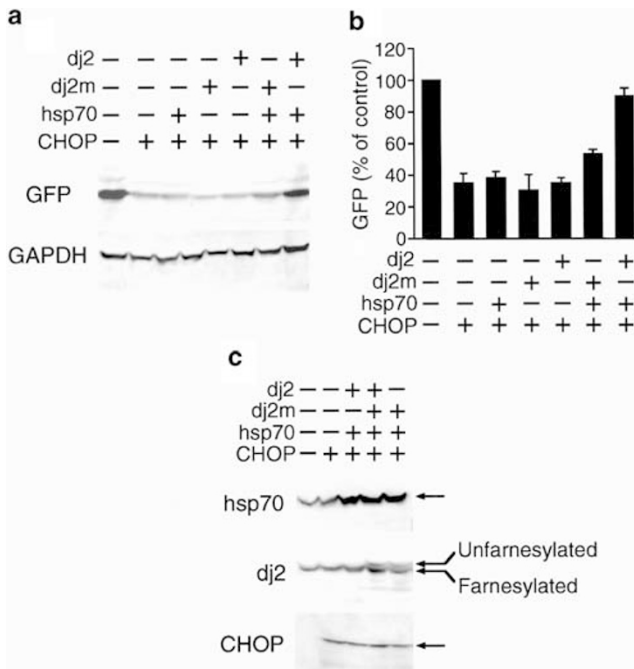 a
dj2 − − − − + − +
dj2m − − − + − + −
hsp70 − − + − − + +
CHOP − + + + + + +
GFP
GAPDH
b
GFP (% of control)
120
100
80
60
40
20
0
dj2 − − − − + − +
dj2m − − − + − + −
hsp70 − − + − − + +
CHOP − + + + + + +
c
dj2 − − + + −
dj2m − − − + +
hsp70 − − + + +
CHOP − + + + +
hsp70
dj2
Unfarnesylated
Farnesylated
CHOP